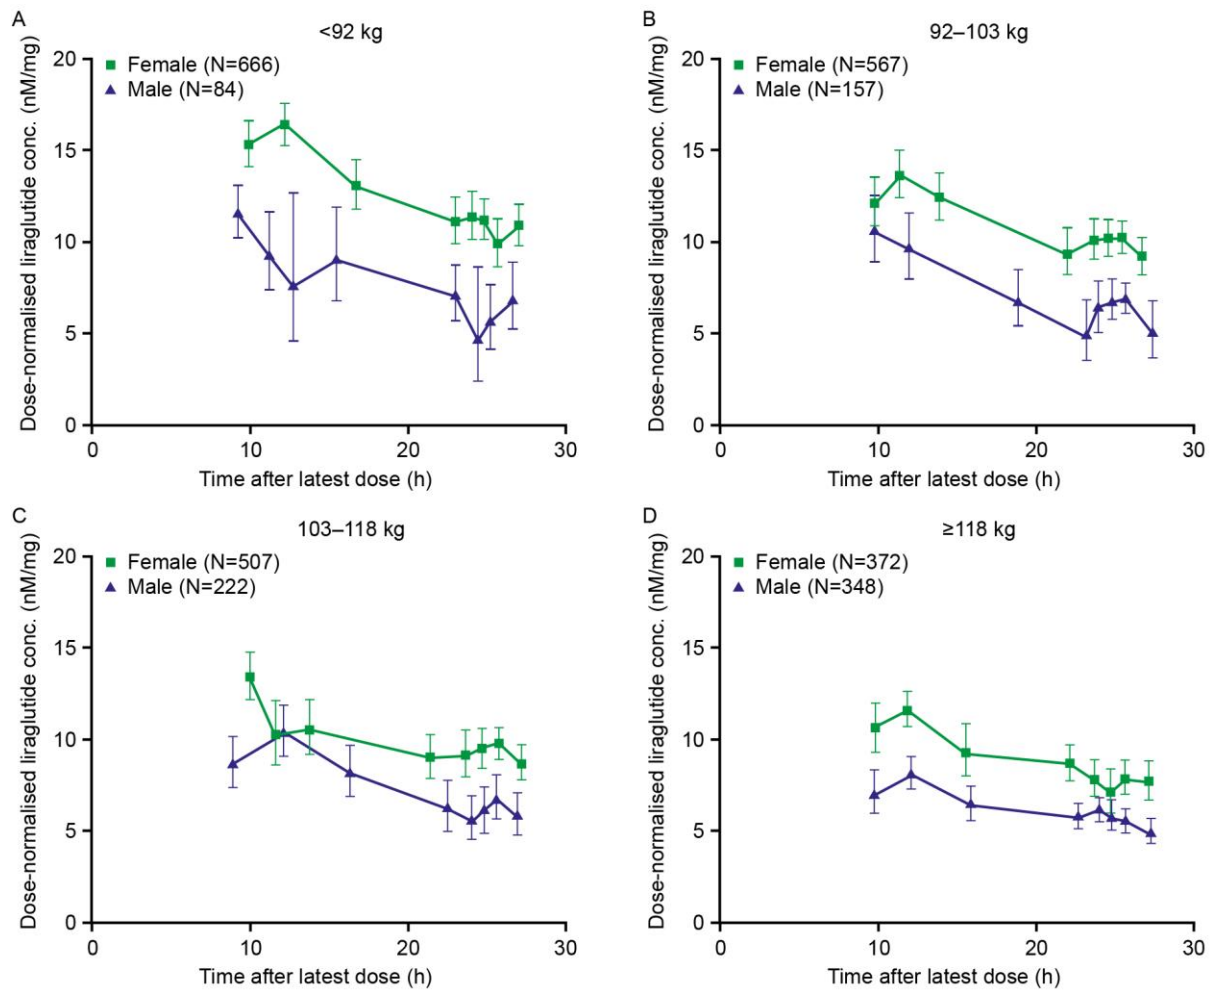 A
<92 kg
Female (N=666)
Male (N=84)
Dose-normalised liraglutide conc. (nM/mg)
20
15
10
5
0
0 10 20 30
Time after latest dose (h)
B
92–103 kg
Female (N=567)
Male (N=157)
Dose-normalised liraglutide conc. (nM/mg)
20
15
10
5
0
0 10 20 30
Time after latest dose (h)
C
103–118 kg
Female (N=507)
Male (N=222)
Dose-normalised liraglutide conc. (nM/mg)
20
15
10
5
0
0 10 20 30
Time after latest dose (h)
D
≥118 kg
Female (N=372)
Male (N=348)
Dose-normalised liraglutide conc. (nM/mg)
20
15
10
5
0
0 10 20 30
Time after latest dose (h)